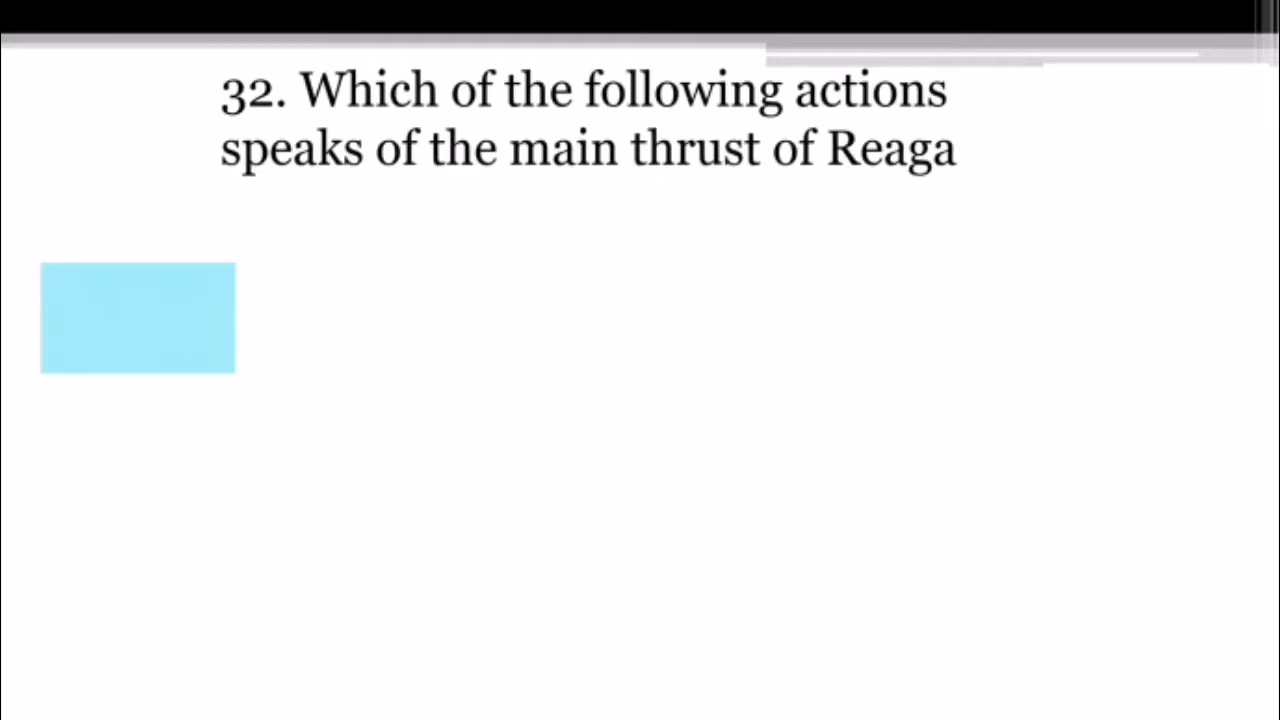 32. Which of the following actions
speaks of the main thrust of Reaga